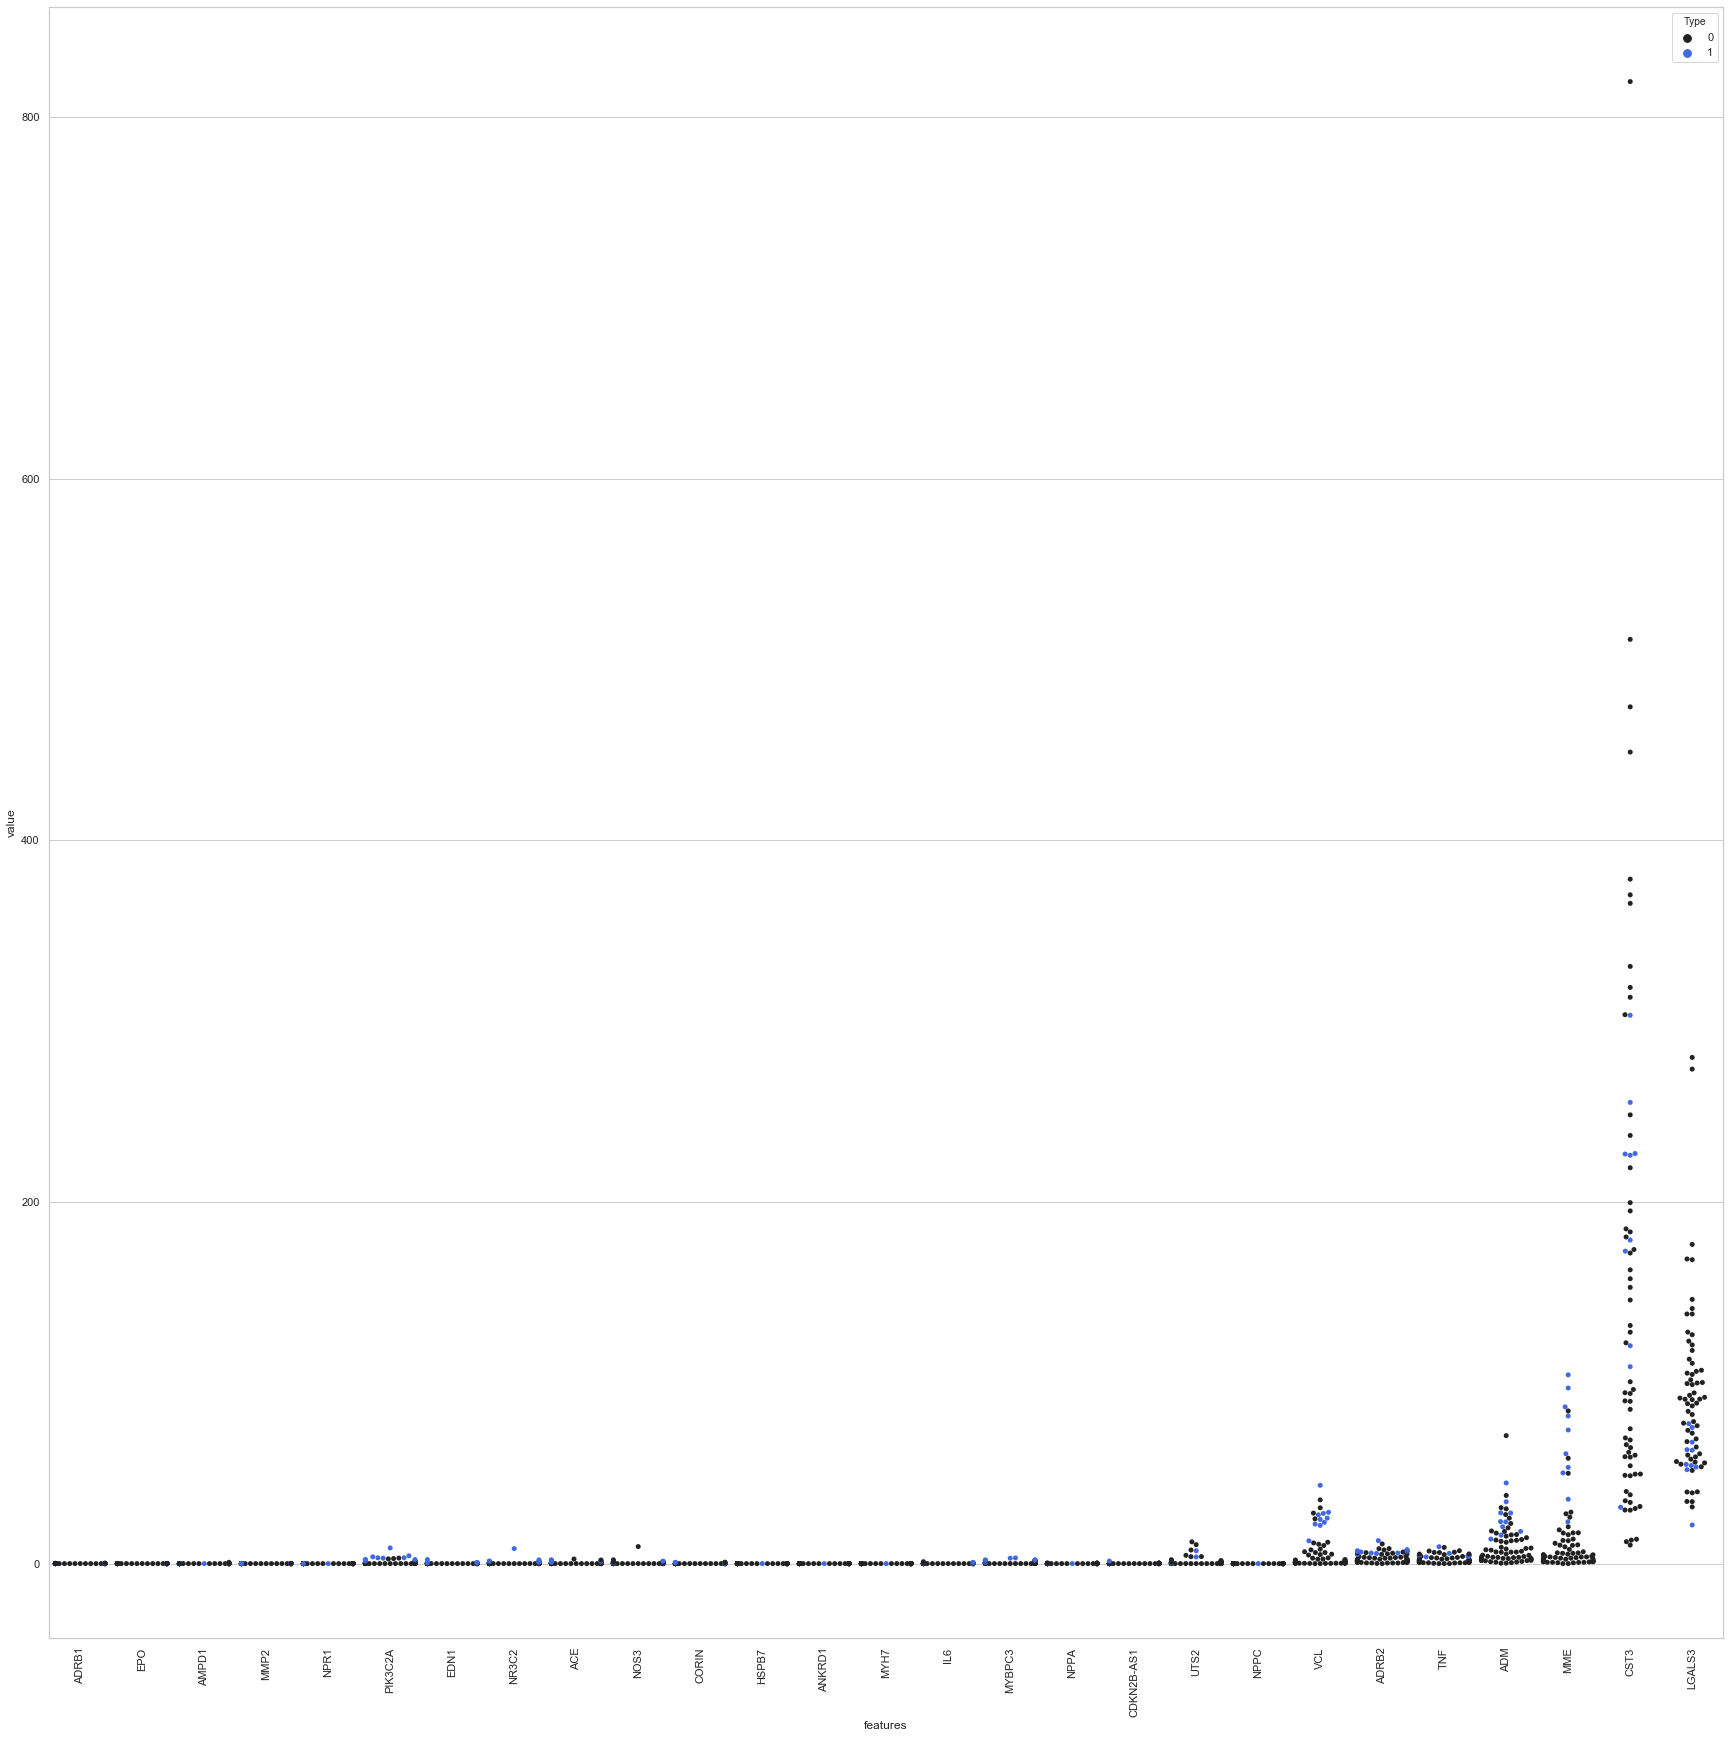 Type
0
1
800
600
400
200
0
value
ADRB1
EPO
AMPD1
MMP2
NPR1
PIK3C2A
EDN1
NR3C2
ACE
NOS3
CORIN
HSPB7
ANKRD1
MYH7
IL6
MYBPC3
NPPA
CDKN2B-AS1
UTS2
NPPC
VCL
ADRB2
TNF
ADM
MME
CST3
LGALS3
features